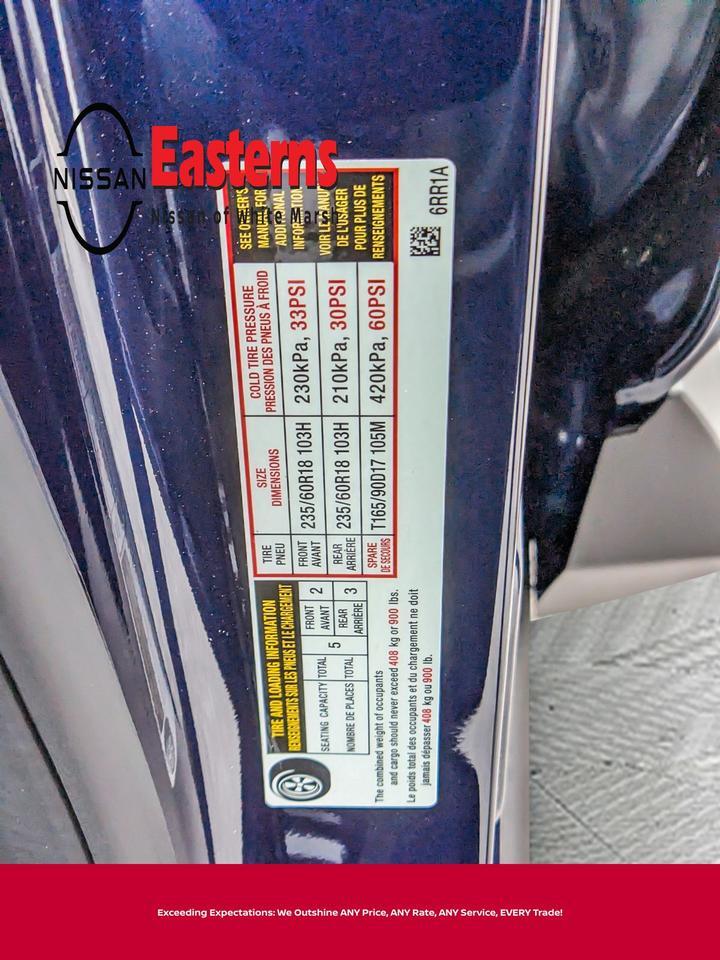 NISSAN
Easterns
Nissan of White Marsh
TIRE AND LOADING INFORMATION
RENSEIGNEMENTS SUR LES PNEUS ET LE CHARGEMENT
SEATING CAPACITY TOTAL 5 FRONT 2
AVANT
NOMBRE DE PLACES TOTAL REAR 3
ARRIÈRE
The combined weight of occupants
and cargo should never exceed 408 kg or 900 lbs.
Le poids total des occupants et du chargement ne doit
jamais dépasser 408 kg ou 900 lb.
TIRE SIZE COLD TIRE PRESSURE
PNEU DIMENSIONS PRESSION DES PNEUS À FROID
FRONT 235/60R18 103H 230kPa, 33PSI
AVANT
REAR 235/60R18 103H 210kPa, 30PSI
ARRIÈRE
SPARE T165/90D17 105M 420kPa, 60PSI
DE SECOURS
SEE OWNER'S
MANUAL FOR
ADDITIONAL
INFORMATION
VOIR LE MANUEL
DE L'USAGER
POUR PLUS DE
RENSEIGNEMENTS
6RR1A
Exceeding Expectations: We Outshine ANY Price, ANY Rate, ANY Service, EVERY Trade!